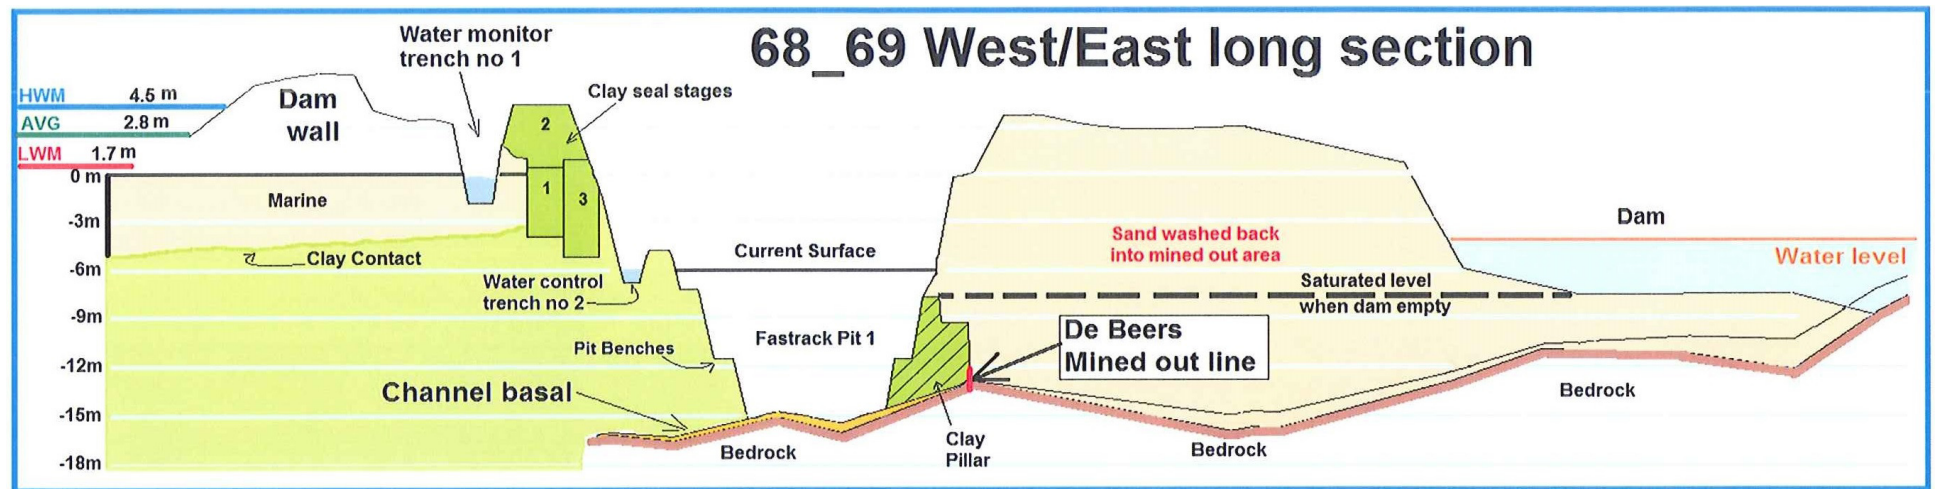 68_69 West/East long section
Water monitor
trench no 1
Clay seal stages
HWM 4.5 m
AVG 2.8 m
LWM 1.7 m
Dam
wall
2
1
3
0 m
-3m
-6m
-9m
-12m
-15m
-18m
Marine
Clay Contact
Water control
trench no 2
Current Surface
Fastrack Pit 1
Pit Benches
Channel basal
Bedrock
Clay
Pillar
Sand washed back
into mined out area
Saturated level
when dam empty
De Beers
Mined out line
Bedrock
Dam
Water level
Bedrock